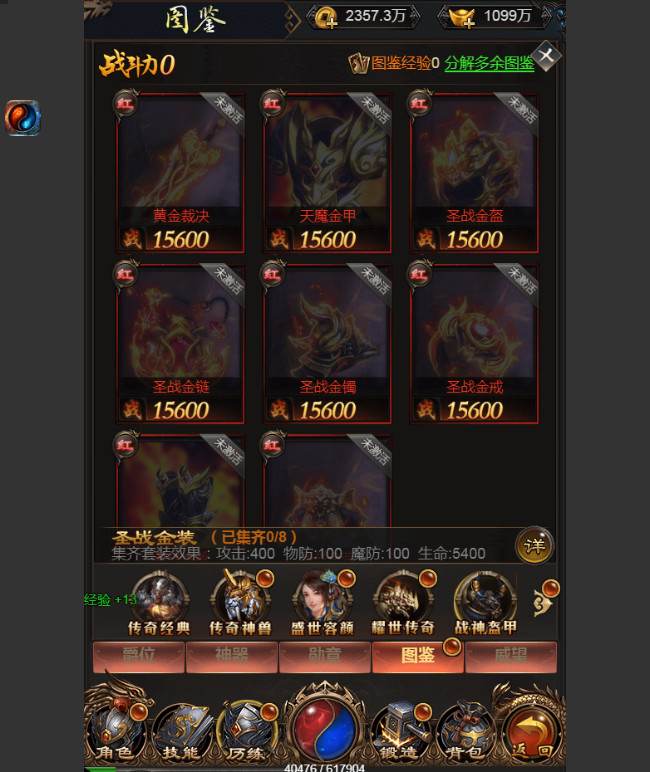 图鉴
2357.3万
1099万
战斗力0
图鉴经验0 分解多余图鉴
红 未激活 红 未激活 红 未激活
黄金裁决 天魔金甲 圣战金盔
战 15600 战 15600 战 15600
红 未激活 红 未激活 红 未激活
圣战金链 圣战金镯 圣战金戒
战 15600 战 15600 战 15600
红 未激活 红 未激活
圣战金装 (已集齐0/8)
集齐套装效果：攻击:400 物防:100 魔防:100 生命:5400
详
经验 +13
传奇经典 传奇神兽 盛世容颜 耀世传奇 战神盔甲
爵位 神器 勋章 图鉴 威望
角色 技能 历练 锻造 背包 返回
40476 / 617904